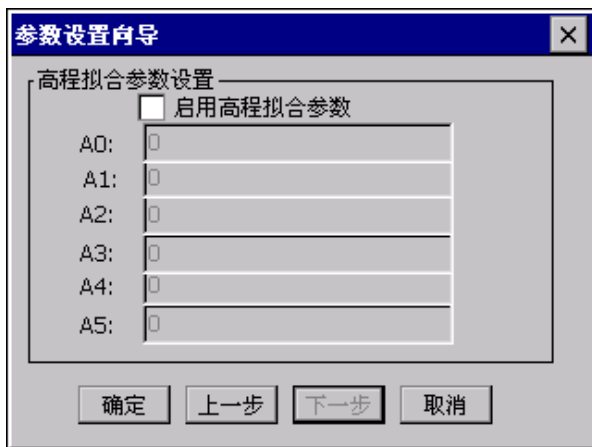 参数设置向导
高程拟合参数设置
启用高程拟合参数
A0: 0
A1: 0
A2: 0
A3: 0
A4: 0
A5: 0
确定 上一步 下一步 取消